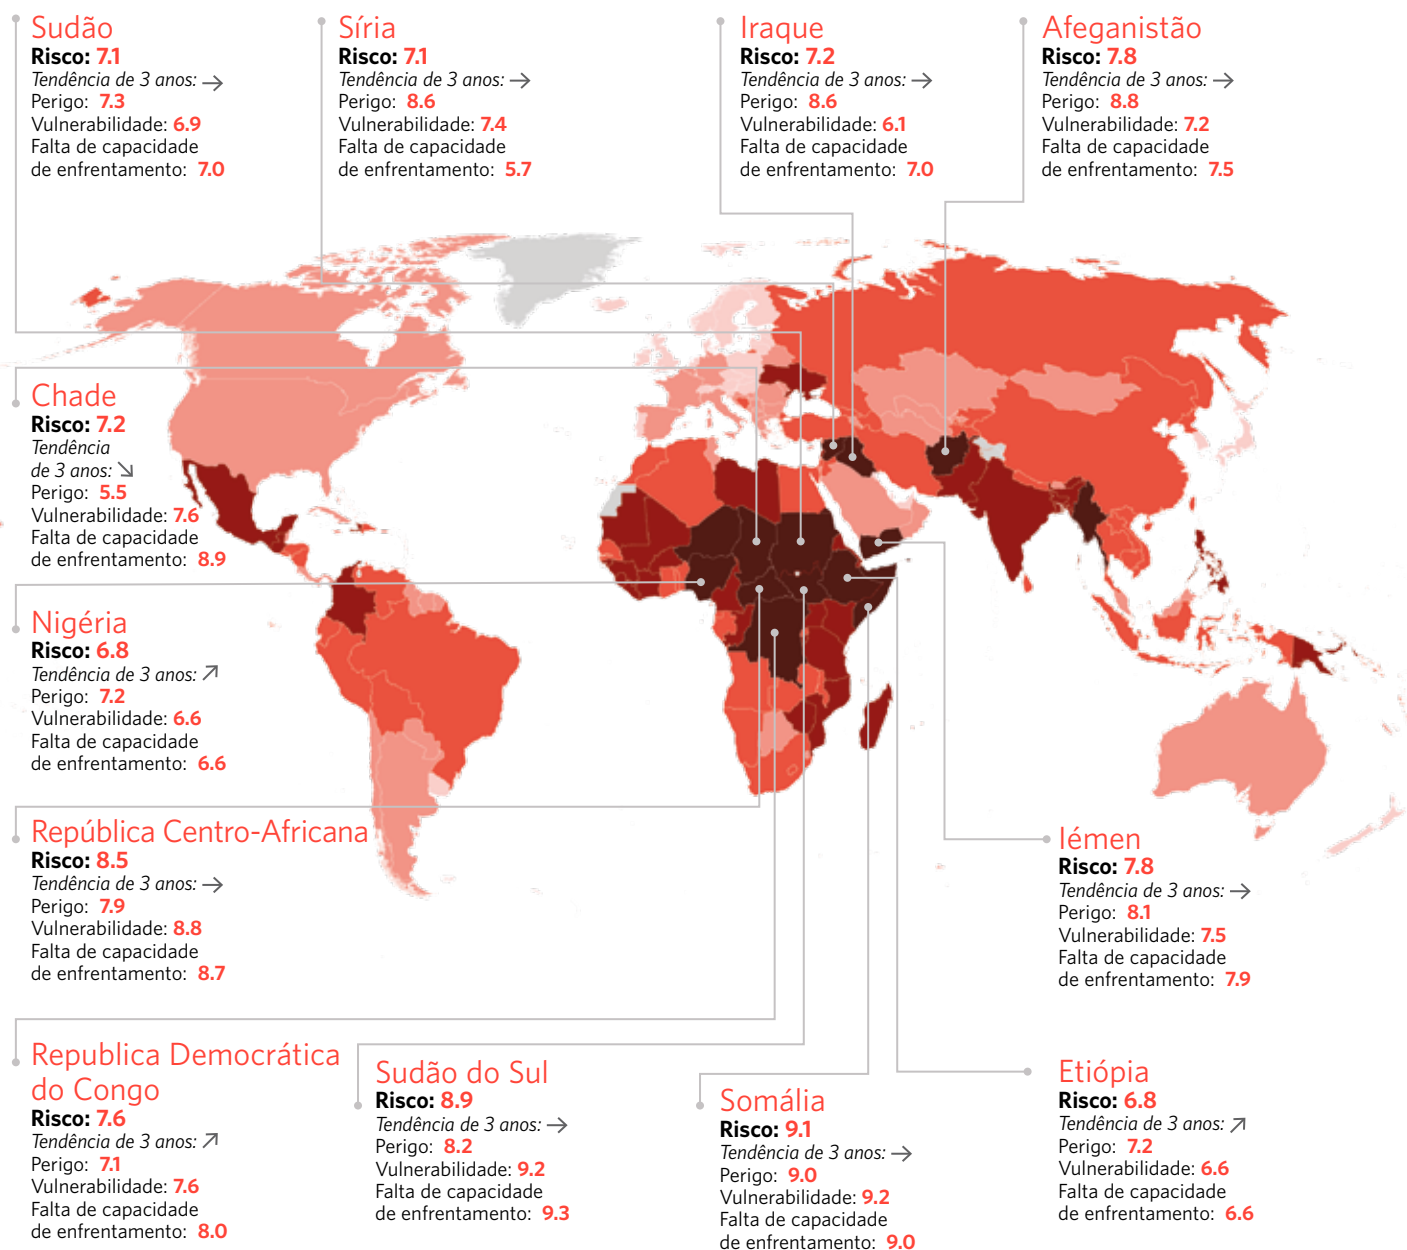 Sudão
Risco: 7.1
Tendência de 3 anos: →
Perigo: 7.3
Vulnerabilidade: 6.9
Falta de capacidade
de enfrentamento: 7.0
Síria
Risco: 7.1
Tendência de 3 anos: →
Perigo: 8.6
Vulnerabilidade: 7.4
Falta de capacidade
de enfrentamento: 5.7
Iraque
Risco: 7.2
Tendência de 3 anos: →
Perigo: 8.6
Vulnerabilidade: 6.1
Falta de capacidade
de enfrentamento: 7.0
Afeganistão
Risco: 7.8
Tendência de 3 anos: →
Perigo: 8.8
Vulnerabilidade: 7.2
Falta de capacidade
de enfrentamento: 7.5
Chade
Risco: 7.2
Tendência
de 3 anos: ↘
Perigo: 5.5
Vulnerabilidade: 7.6
Falta de capacidade
de enfrentamento: 8.9
Nigéria
Risco: 6.8
Tendência de 3 anos: ↗
Perigo: 7.2
Vulnerabilidade: 6.6
Falta de capacidade
de enfrentamento: 6.6
República Centro-Africana
Risco: 8.5
Tendência de 3 anos: →
Perigo: 7.9
Vulnerabilidade: 8.8
Falta de capacidade
de enfrentamento: 8.7
Iémen
Risco: 7.8
Tendência de 3 anos: →
Perigo: 8.1
Vulnerabilidade: 7.5
Falta de capacidade
de enfrentamento: 7.9
Republica Democrática
do Congo
Risco: 7.6
Tendência de 3 anos: ↗
Perigo: 7.1
Vulnerabilidade: 7.6
Falta de capacidade
de enfrentamento: 8.0
Sudão do Sul
Risco: 8.9
Tendência de 3 anos: →
Perigo: 8.2
Vulnerabilidade: 9.2
Falta de capacidade
de enfrentamento: 9.3
Somália
Risco: 9.1
Tendência de 3 anos: →
Perigo: 9.0
Vulnerabilidade: 9.2
Falta de capacidade
de enfrentamento: 9.0
Etiópia
Risco: 6.8
Tendência de 3 anos: ↗
Perigo: 7.2
Vulnerabilidade: 6.6
Falta de capacidade
de enfrentamento: 6.6